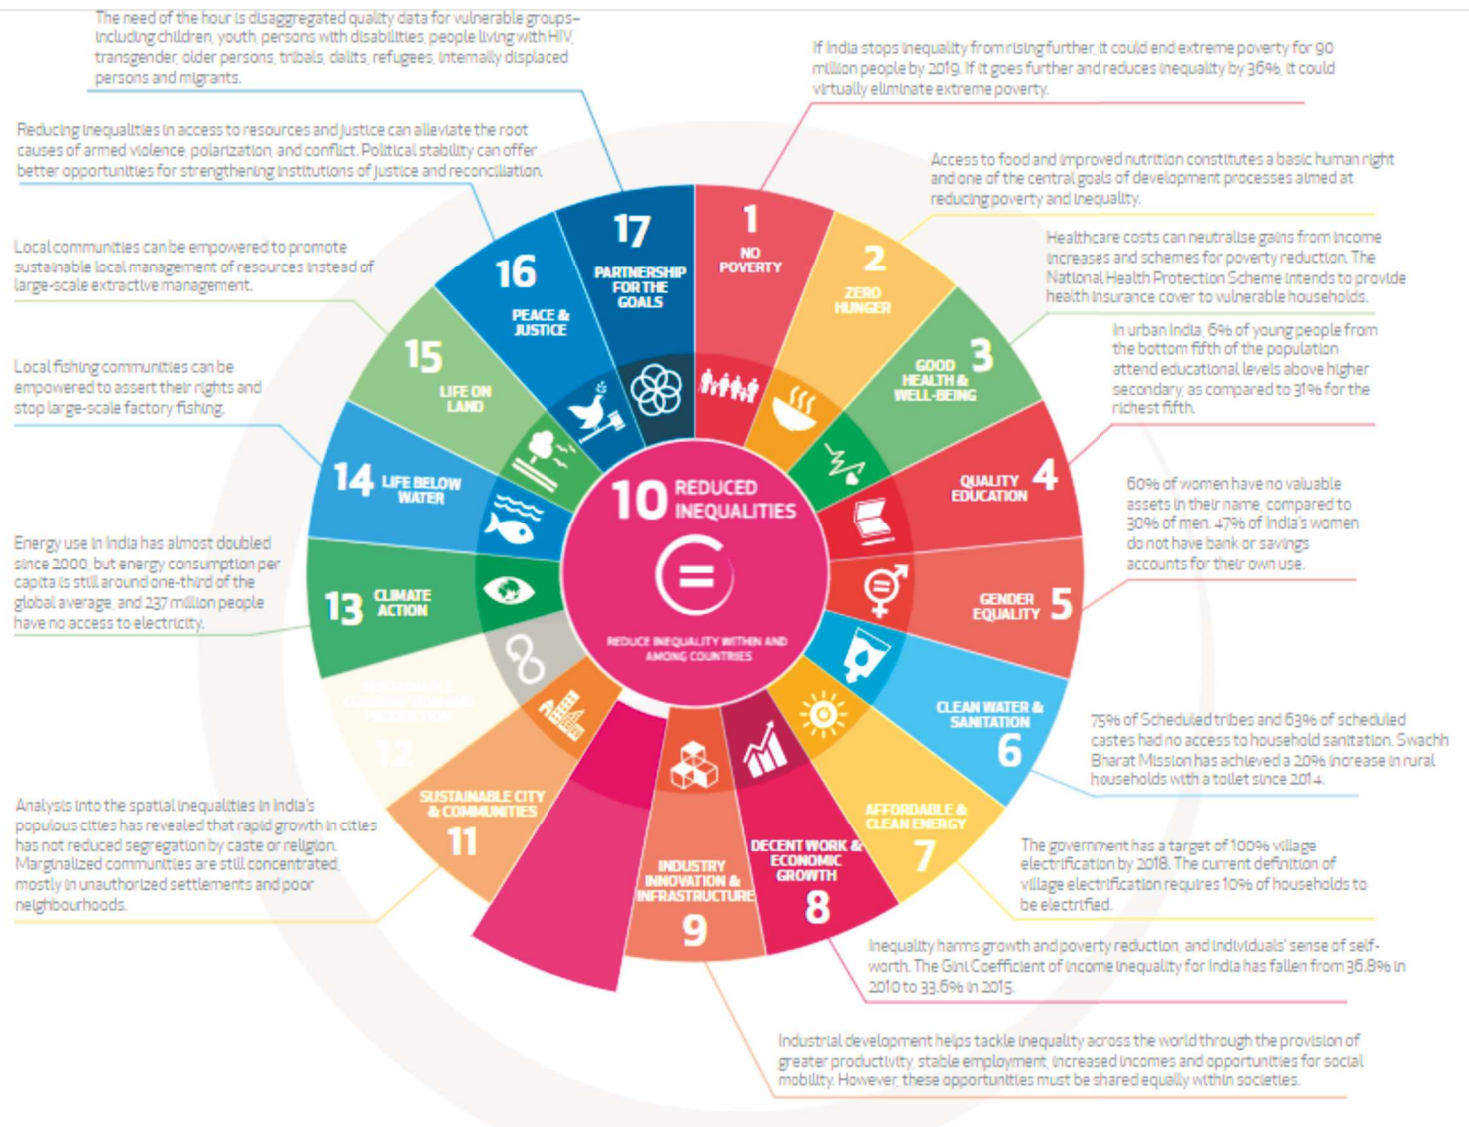 The need of the hour is disaggregated quality data for vulnerable groups–
including children, youth, persons with disabilities, people living with HIV,
transgender, older persons, tribals, dalits, refugees, internally displaced
persons and migrants.
If India stops inequality from rising further, it could end extreme poverty for 90
million people by 2019. If it goes further and reduces inequality by 36%, it could
virtually eliminate extreme poverty.
Reducing inequalities in access to resources and justice can alleviate the root
causes of armed violence, polarization, and conflict. Political stability can offer
better opportunities for strengthening institutions of justice and reconciliation.
Access to food and improved nutrition constitutes a basic human right
and one of the central goals of development processes aimed at
reducing poverty and inequality.
Local communities can be empowered to promote
sustainable local management of resources instead of
large-scale extractive management.
Healthcare costs can neutralise gains from income
increases and schemes for poverty reduction. The
National Health Protection Scheme intends to provide
health insurance cover to vulnerable households.
Local fishing communities can be
empowered to assert their rights and
stop large-scale factory fishing.
In urban India, 6% of young people from
the bottom fifth of the population
attend educational levels above higher
secondary, as compared to 31% for the
richest fifth.
60% of women have no valuable
assets in their name, compared to
30% of men. 47% of India's women
do not have bank or savings
accounts for their own use.
Energy use in India has almost doubled
since 2000, but energy consumption per
capita is still around one-third of the
global average, and 237 million people
have no access to electricity.
75% of Scheduled tribes and 63% of scheduled
castes had no access to household sanitation. Swachh
Bharat Mission has achieved a 20% increase in rural
households with a toilet since 2014.
Analysis into the spatial inequalities in India's
populous cities has revealed that rapid growth in cities
has not reduced segregation by caste or religion.
Marginalized communities are still concentrated,
mostly in unauthorized settlements and poor
neighbourhoods.
The government has a target of 100% village
electrification by 2018. The current definition of
village electrification requires 10% of households to
be electrified.
Inequality harms growth and poverty reduction, and individuals' sense of self-
worth. The Gini Coefficient of income inequality for India has fallen from 36.8% in
2010 to 33.6% in 2015.
Industrial development helps tackle inequality across the world through the provision of
greater productivity, stable employment, increased incomes and opportunities for social
mobility. However, these opportunities must be shared equally within societies.
1
NO
POVERTY
2
ZERO
HUNGER
3
GOOD
HEALTH &
WELL-BEING
4
QUALITY
EDUCATION
5
GENDER
EQUALITY
CLEAN WATER &
SANITATION
6
AFFORDABLE &
CLEAN ENERGY
7
DECENT WORK &
ECONOMIC
GROWTH
8
INDUSTRY
INNOVATION &
INFRASTRUCTURE
9
10 REDUCED
INEQUALITIES
REDUCE INEQUALITY WITHIN AND
AMONG COUNTRIES
SUSTAINABLE CITY
& COMMUNITIES
11
SUSTAINABLE
CONSUMPTION AND
PRODUCTION
12
13 CLIMATE
ACTION
14 LIFE BELOW
WATER
15
LIFE ON
LAND
16
PEACE &
JUSTICE
17
PARTNERSHIP
FOR THE
GOALS